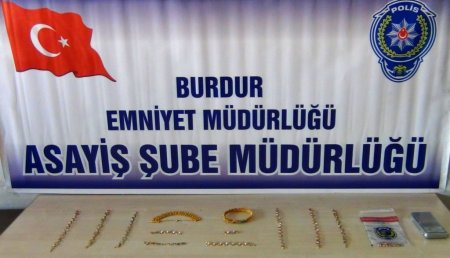 POLİS
BURDUR
EMNİYET MÜDÜRLÜĞÜ
ASAYİŞ ŞUBE MÜDÜRLÜĞÜ